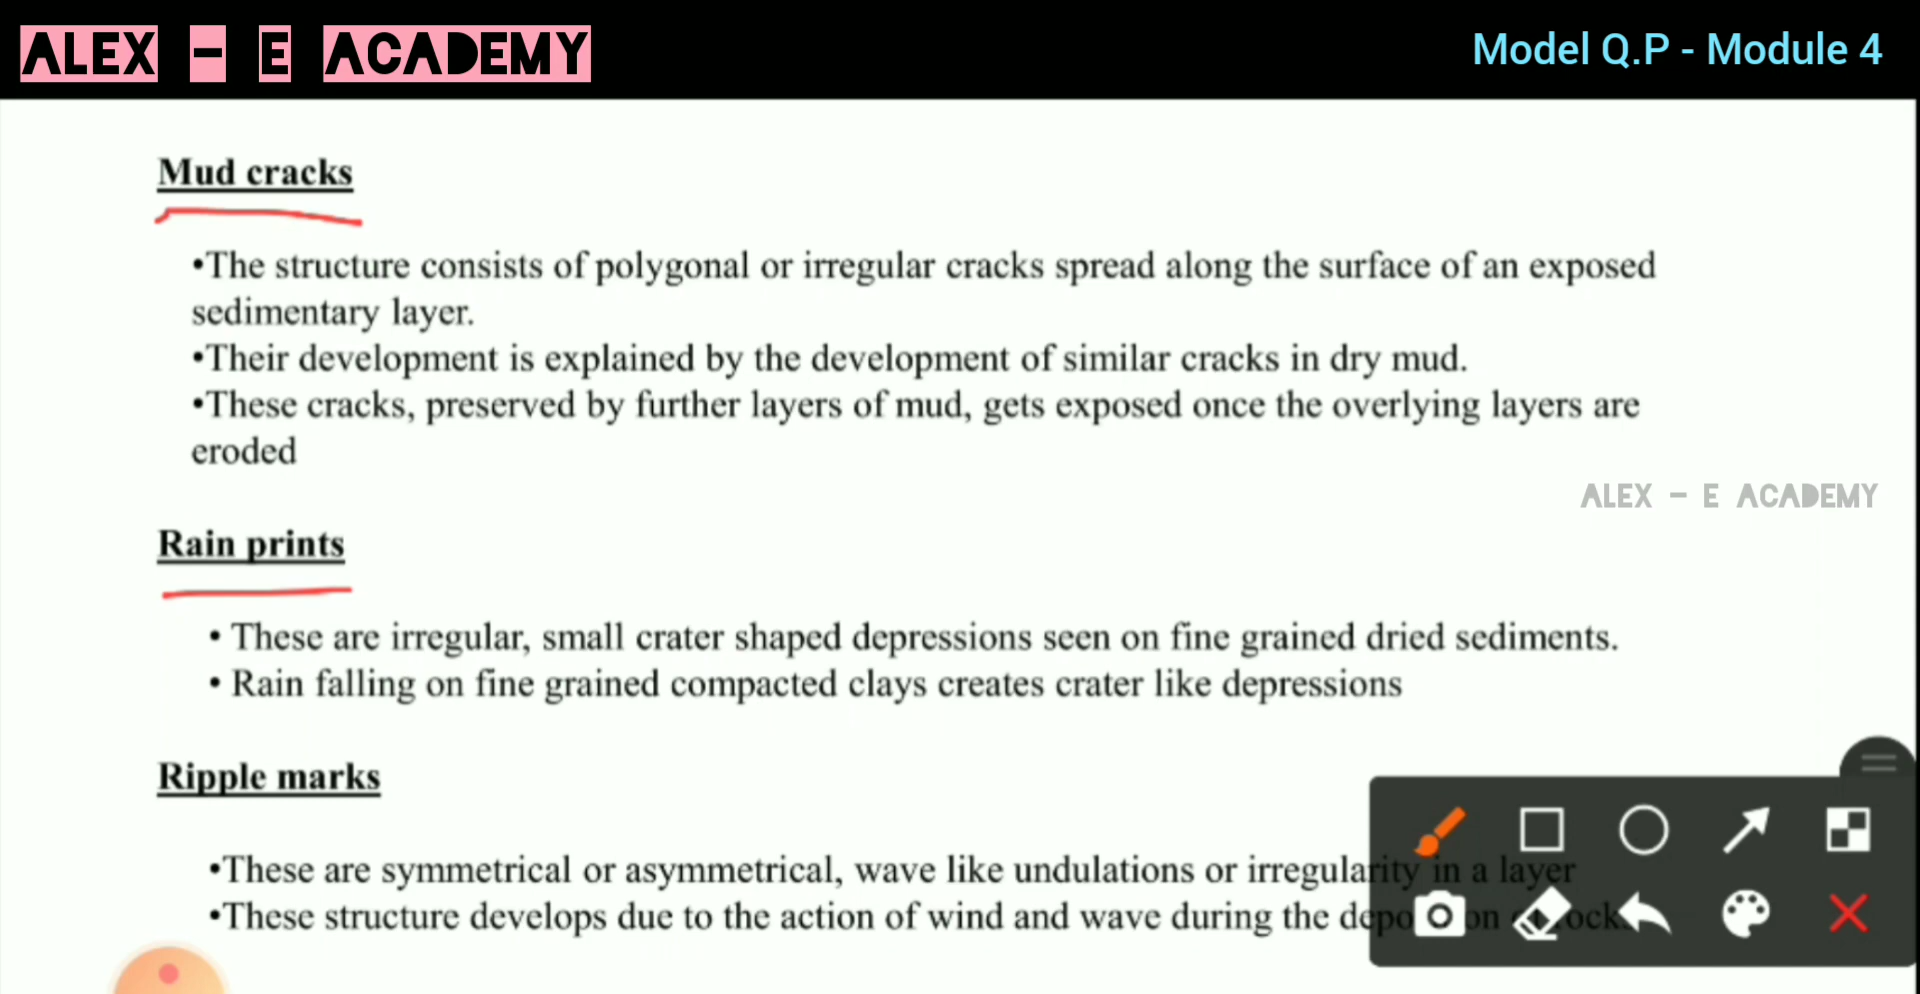 ALEX - E ACADEMY
Model Q.P - Module 4
Mud cracks
•The structure consists of polygonal or irregular cracks spread along the surface of an exposed
sedimentary layer.
•Their development is explained by the development of similar cracks in dry mud.
•These cracks, preserved by further layers of mud, gets exposed once the overlying layers are
eroded
ALEX - E ACADEMY
Rain prints
• These are irregular, small crater shaped depressions seen on fine grained dried sediments.
• Rain falling on fine grained compacted clays creates crater like depressions
Ripple marks
•These are symmetrical or asymmetrical, wave like undulations or irregularity in a layer
•These structure develops due to the action of wind and wave during the